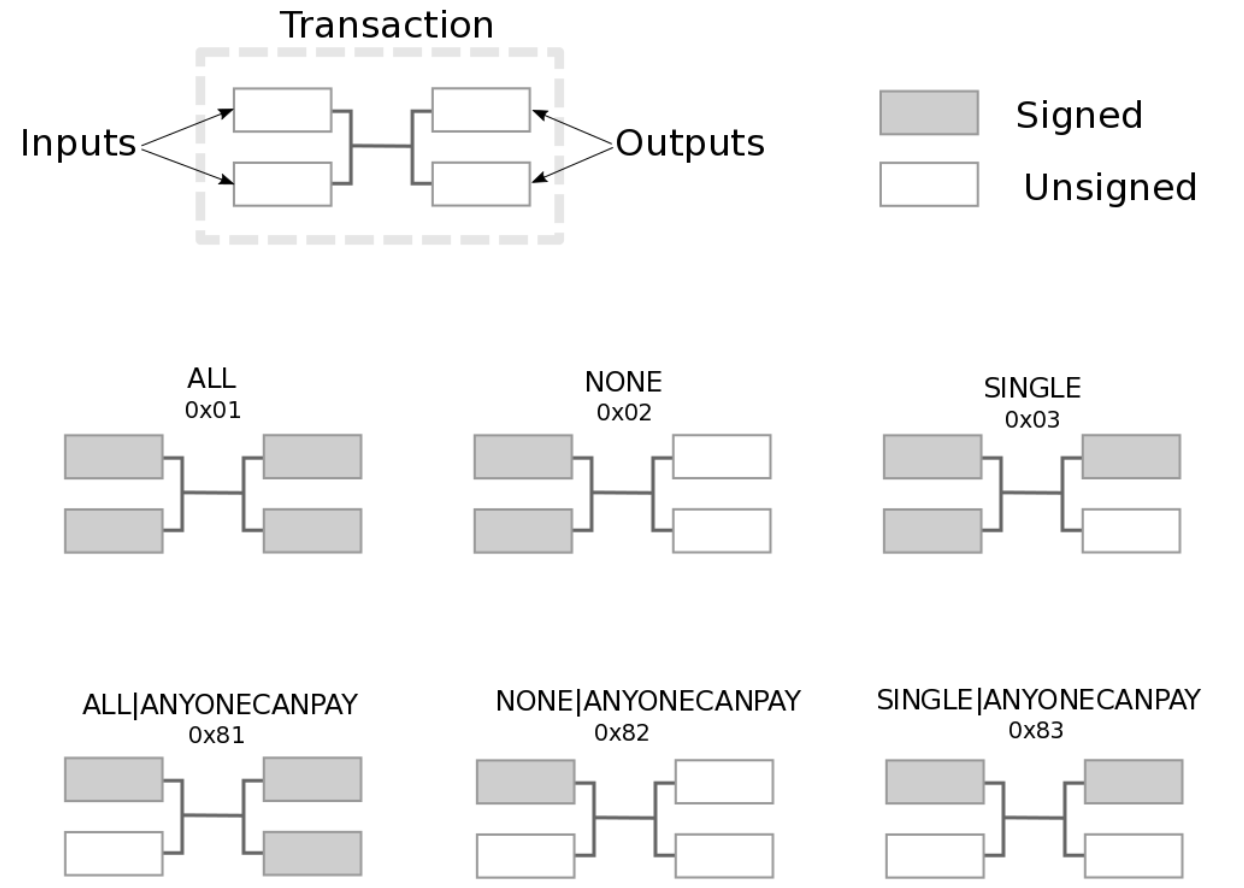 Transaction
Inputs
Outputs
Signed
Unsigned
ALL
0x01
NONE
0x02
SINGLE
0x03
ALL|ANYONECANPAY
0x81
NONE|ANYONECANPAY
0x82
SINGLE|ANYONECANPAY
0x83